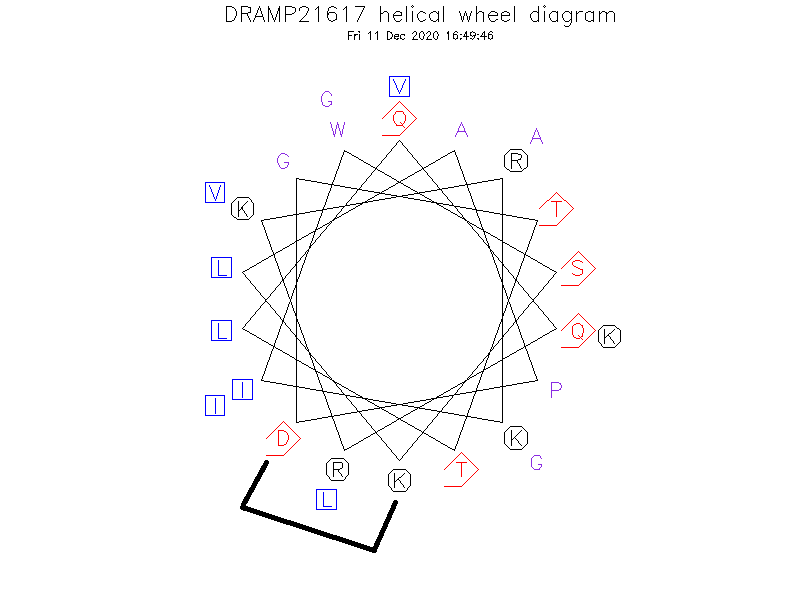 DRAMP21617 helical wheel diagram
Fri 11 Dec 2020 16:49:46
V
G
Q
W
A
A
G
R
V
K
T
L
S
L
Q
K
I
I
P
D
K
R
K
T
G
L